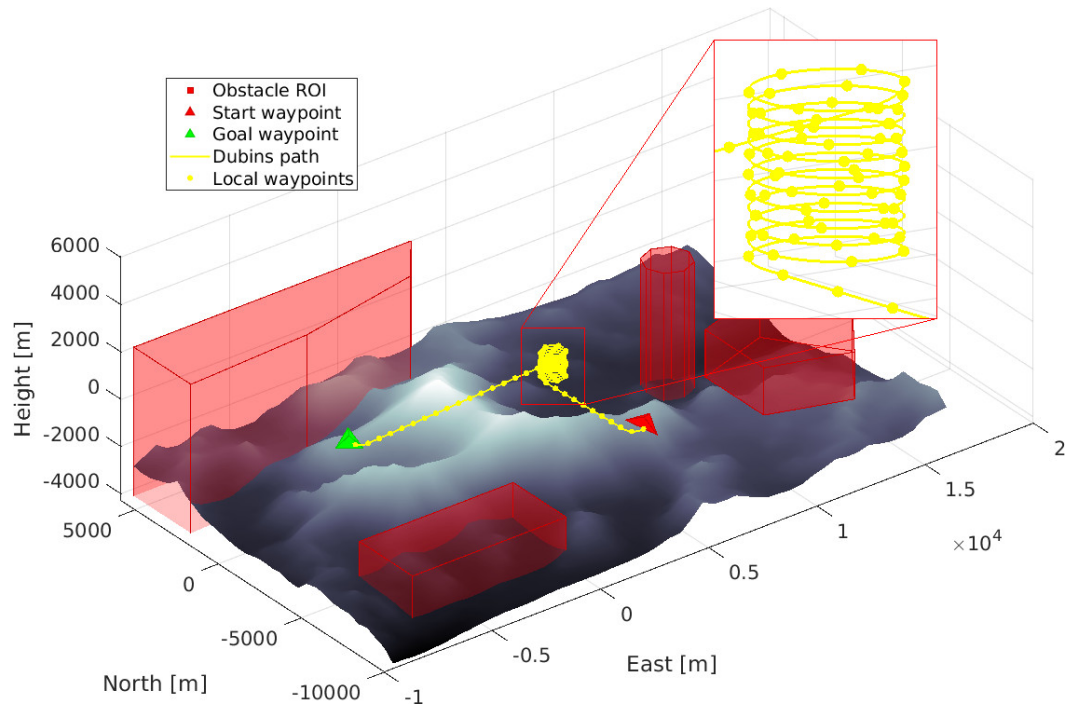 Obstacle ROI
Start waypoint
Goal waypoint
Dubins path
Local waypoints
6000
4000
2000
0
-2000
-4000
Height [m]
5000
0
-5000
-10000
North [m]
-1
-0.5
0
0.5
1
1.5
2
×10⁴
East [m]